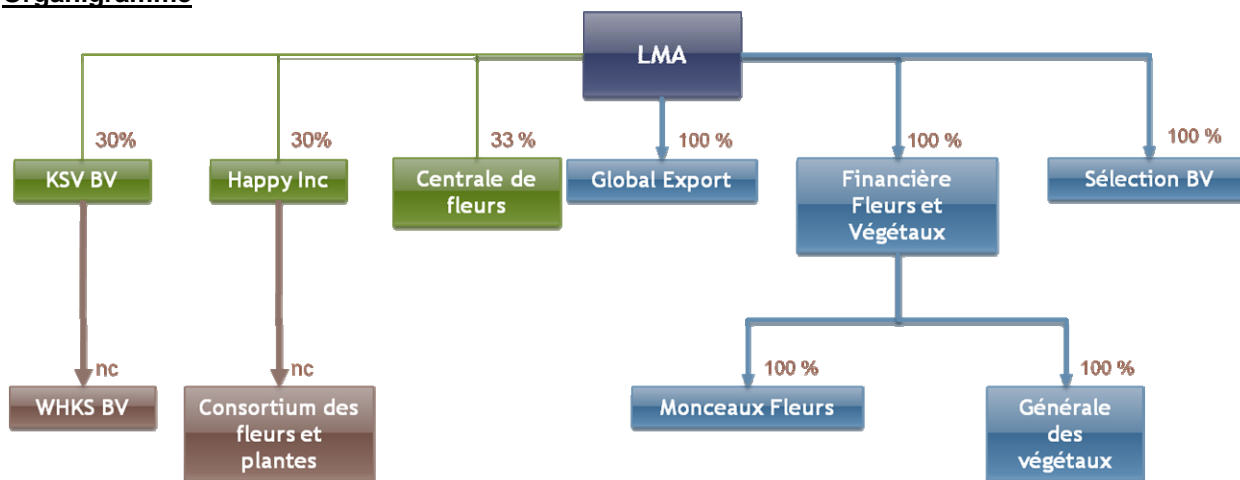 Organigramme
LMA
30%
30%
33 %
100 %
100 %
100 %
KSV BV
Happy Inc
Centrale de
fleurs
Global Export
Financière
Fleurs et
Végétaux
Sélection BV
nc
nc
100 %
100 %
WHKS BV
Consortium des
fleurs et
plantes
Monceaux Fleurs
Générale
des
végétaux